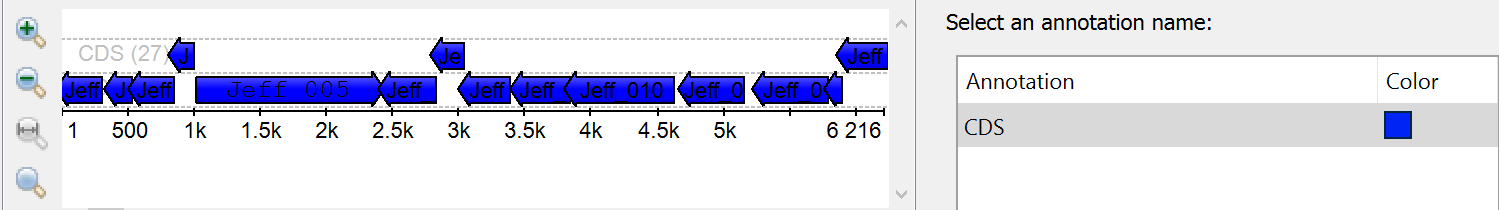 Select an annotation name:
CDS (27)
J
Je
Jeff
Annotation
Color
Jeff
J
Jeff
Jeff 005
Jeff
Jeff
Jeff
Jeff 010
Jeff 0
Jeff 0
1 500 1k 1.5k 2k 2.5k 3k 3.5k 4k 4.5k 5k 6 216
CDS